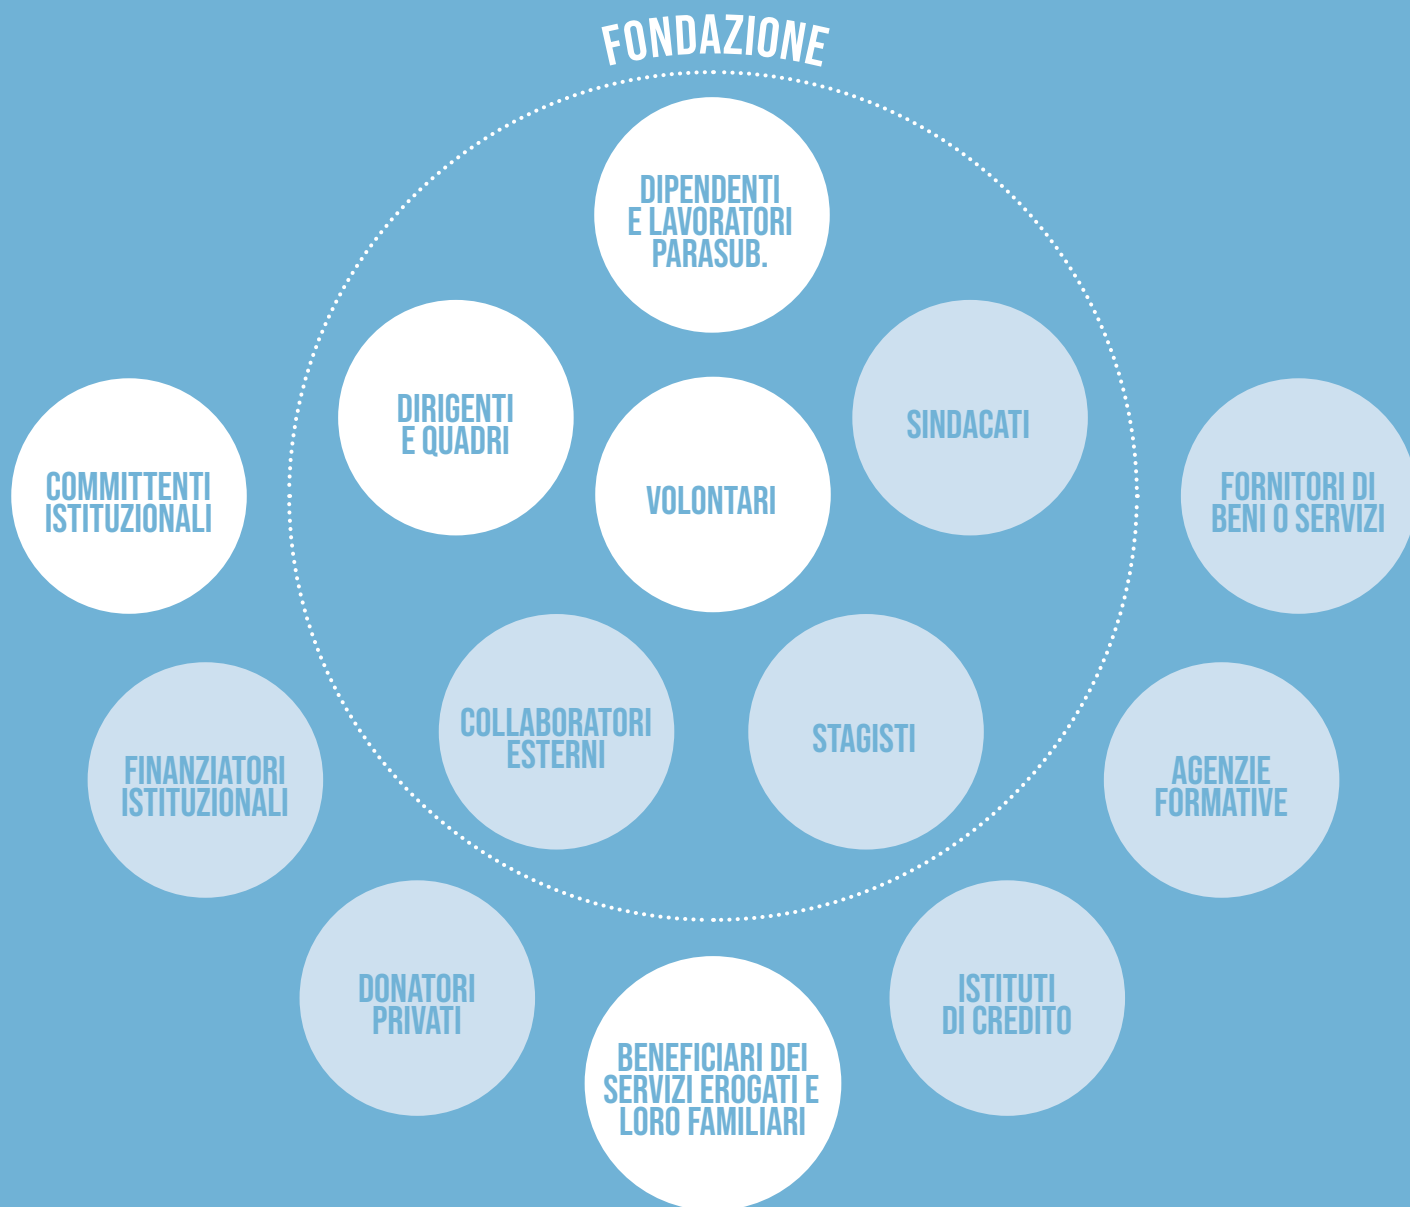 FONDAZIONE
DIPENDENTI
E LAVORATORI
PARASUB.
DIRIGENTI
E QUADRI
SINDACATI
COMMITTENTI
ISTITUZIONALI
VOLONTARI
FORNITORI DI
BENI O SERVIZI
COLLABORATORI
ESTERNI
STAGISTI
FINANZIATORI
ISTITUZIONALI
AGENZIE
FORMATIVE
DONATORI
PRIVATI
ISTITUTI
DI CREDITO
BENEFICIARI DEI
SERVIZI EROGATI E
LORO FAMILIARI